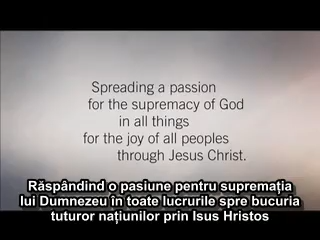 Spreading a passion
for the supremacy of God
in all things
for the joy of all peoples
through Jesus Christ.
Răspândind o pasiune pentru supremația
lui Dumnezeu în toate lucrurile spre bucuria
tuturor națiunilor prin Isus Hristos